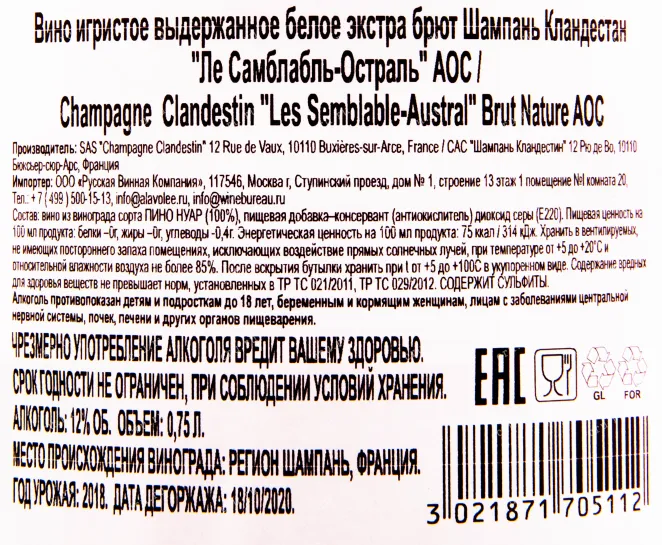 Вино игристое выдержанное белое экстра брют Шампань Кландестан
"Ле Самблабль-Остраль" АОС /
Champagne Clandestin "Les Semblable-Austral" Brut Nature AOC
Производитель: SAS "Champagne Clandestin" 12 Rue de Vaux, 10110 Buxières-sur-Arce, France / САС "Шампань Кландестин" 12 Рю де Во, 10110
Бюксьер-сюр-Арс, Франция
Импортер: ООО «Русская Винная Компания», 117546, Москва г, Ступинский проезд, дом № 1, строение 13 этаж 1 помещение №I комната 20,
Тел.: + 7 ( 499 ) 500-15-13, info@alavolee.ru, info@winebureau.ru
Состав: вино из винограда сорта ПИНО НУАР (100%), пищевая добавка–консервант (антиокислитель) диоксид серы (Е220). Пищевая ценность на
100 мл продукта: белки –0г, жиры –0г, углеводы -0,4г. Энергетическая ценность на 100 мл продукта: 75 ккал / 314 кДж. Хранить в вентилируемых,
не имеющих постороннего запаха помещениях, исключающих воздействие прямых солнечных лучей, при температуре от +5 до +20°С и
относительной влажности воздуха не более 85%. После вскрытия бутылки хранить при t от +5 до +100С в укупоренном виде. Содержание вредных
для здоровья веществ не превышает норм, установленных в ТР ТС 021/2011, ТР ТС 029/2012. СОДЕРЖИТ СУЛЬФИТЫ.
Алкоголь противопоказан детям и подросткам до 18 лет, беременным и кормящим женщинам, лицам с заболеваниями центральной
нервной системы, почек, печени и других органов пищеварения.
ЧРЕЗМЕРНО УПОТРЕБЛЕНИЕ АЛКОГОЛЯ ВРЕДИТ ВАШЕМУ ЗДОРОВЬЮ.
СРОК ГОДНОСТИ НЕ ОГРАНИЧЕН, ПРИ СОБЛЮДЕНИИ УСЛОВИЙ ХРАНЕНИЯ.
АЛКОГОЛЬ: 12% ОБ. ОБЪЕМ: 0,75 Л.
МЕСТО ПРОИСХОЖДЕНИЯ ВИНОГРАДА: РЕГИОН ШАМПАНЬ, ФРАНЦИЯ.
ГОД УРОЖАЯ: 2018. ДАТА ДЕГОРЖАЖА: 18/10/2020.
ЕАС
GL FOR
3 021871 705112